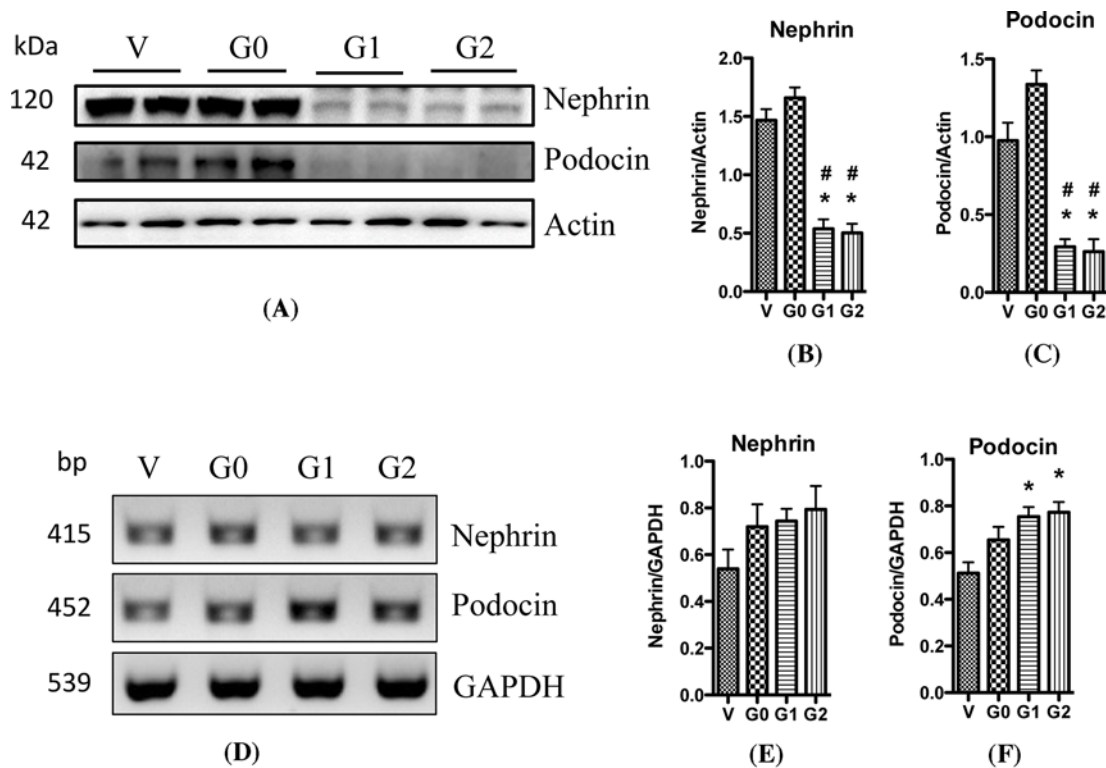 kDa V G0 G1 G2
120 Nephrin
42 Podocin
42 Actin
(A)
Nephrin
Nephrin/Actin
2.0
1.5
1.0
0.5
0.0
# #
* *
V G0 G1 G2
(B)
Podocin
Podocin/Actin
1.5
1.0
0.5
0.0
# #
* *
V G0 G1 G2
(C)
bp V G0 G1 G2
415 Nephrin
452 Podocin
539 GAPDH
(D)
Nephrin
Nephrin/GAPDH
1.0
0.8
0.6
0.4
0.2
0.0
V G0 G1 G2
(E)
Podocin
Podocin/GAPDH
1.0
0.8
0.6
0.4
0.2
0.0
* *
V G0 G1 G2
(F)